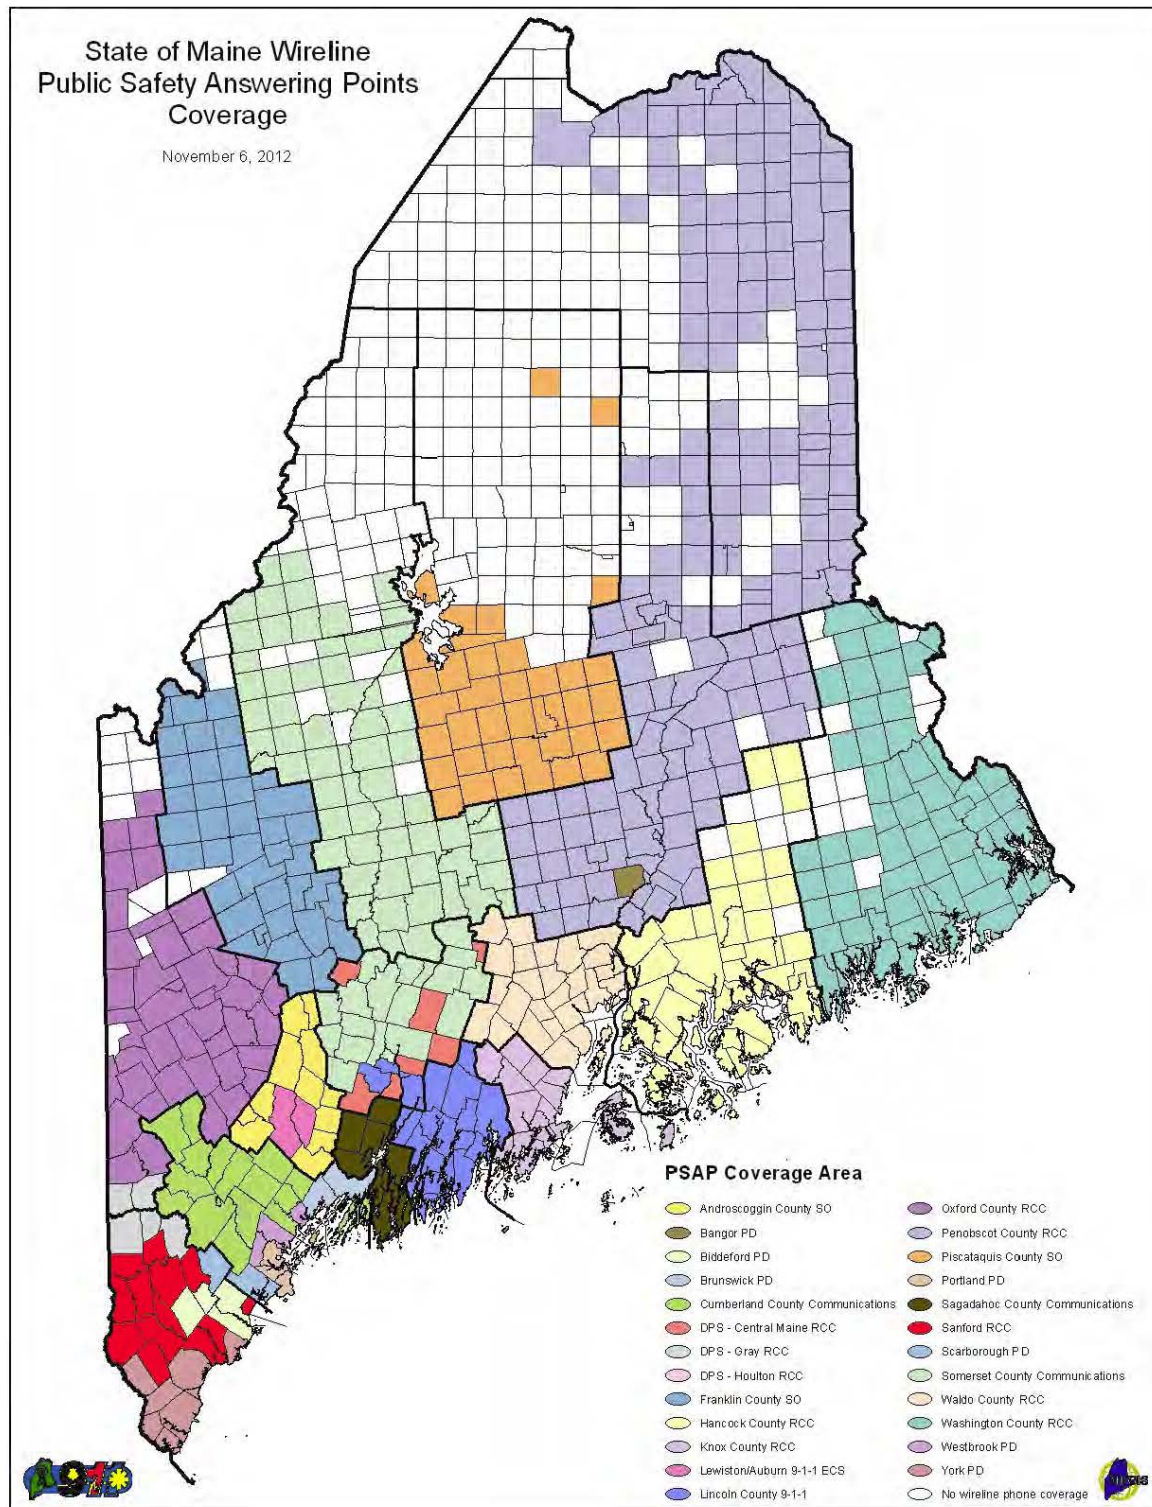 State of Maine Wireline
Public Safety Answering Points
Coverage
November 6, 2012
PSAP Coverage Area
Androscoggin County SO
Bangor PD
Biddeford PD
Brunswick PD
Cumberland County Communications
DPS - Central Maine RCC
DPS - Gray RCC
DPS - Houlton RCC
Franklin County SO
Hancock County RCC
Knox County RCC
Lewiston/Auburn 9-1-1 ECS
Lincoln County 9-1-1
Oxford County RCC
Penobscot County RCC
Piscataquis County SO
Portland PD
Sagadahoc County Communications
Sanford RCC
Scarborough PD
Somerset County Communications
Waldo County RCC
Washington County RCC
Westbrook PD
York PD
No wireline phone coverage